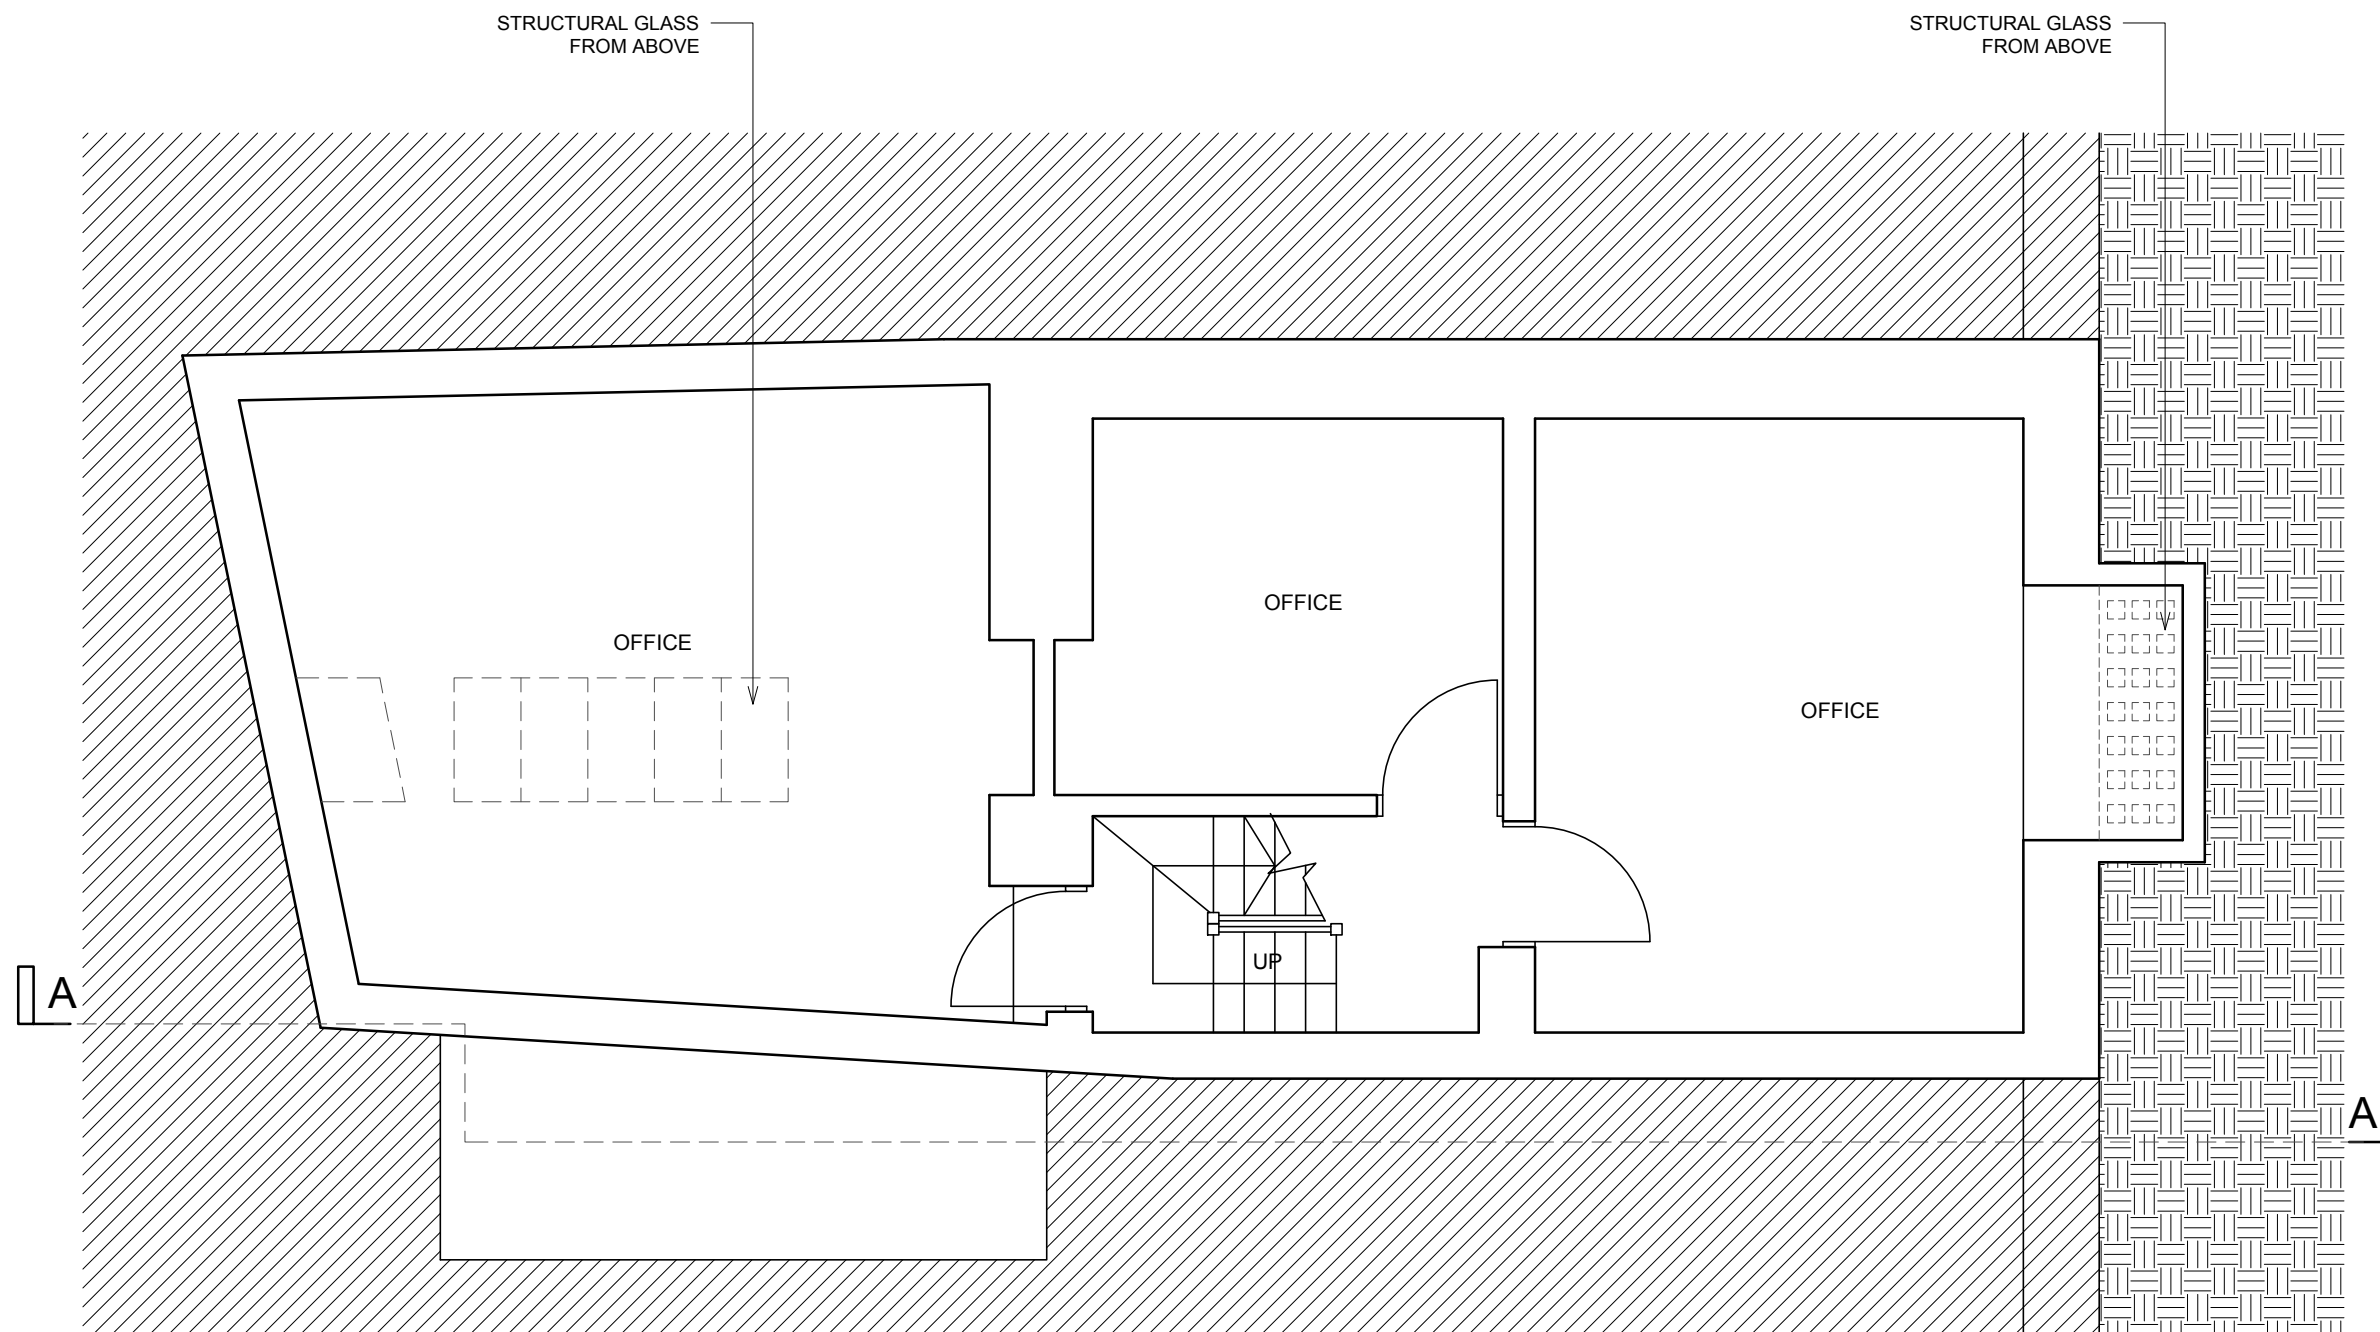 STRUCTURAL GLASS
FROM ABOVE
STRUCTURAL GLASS
FROM ABOVE
OFFICE
OFFICE
OFFICE
UP
A
A